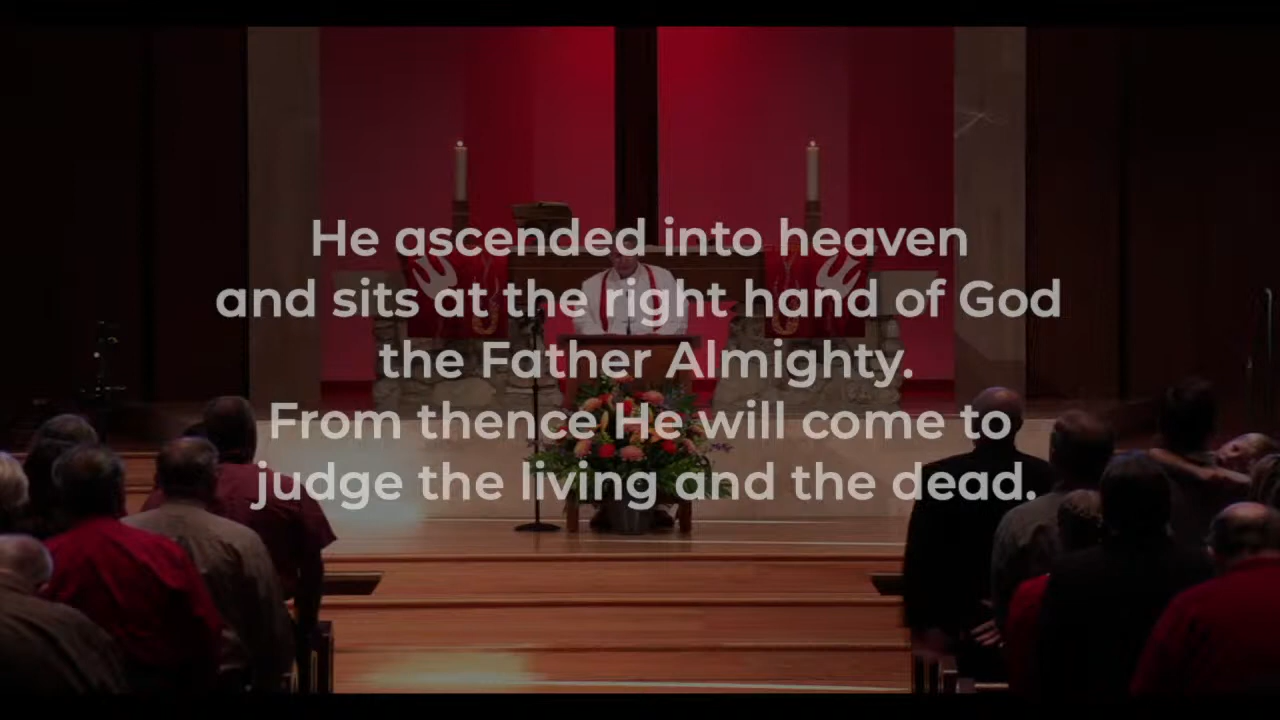 He ascended into heaven
and sits at the right hand of God
the Father Almighty.
From thence He will come to
judge the living and the dead.